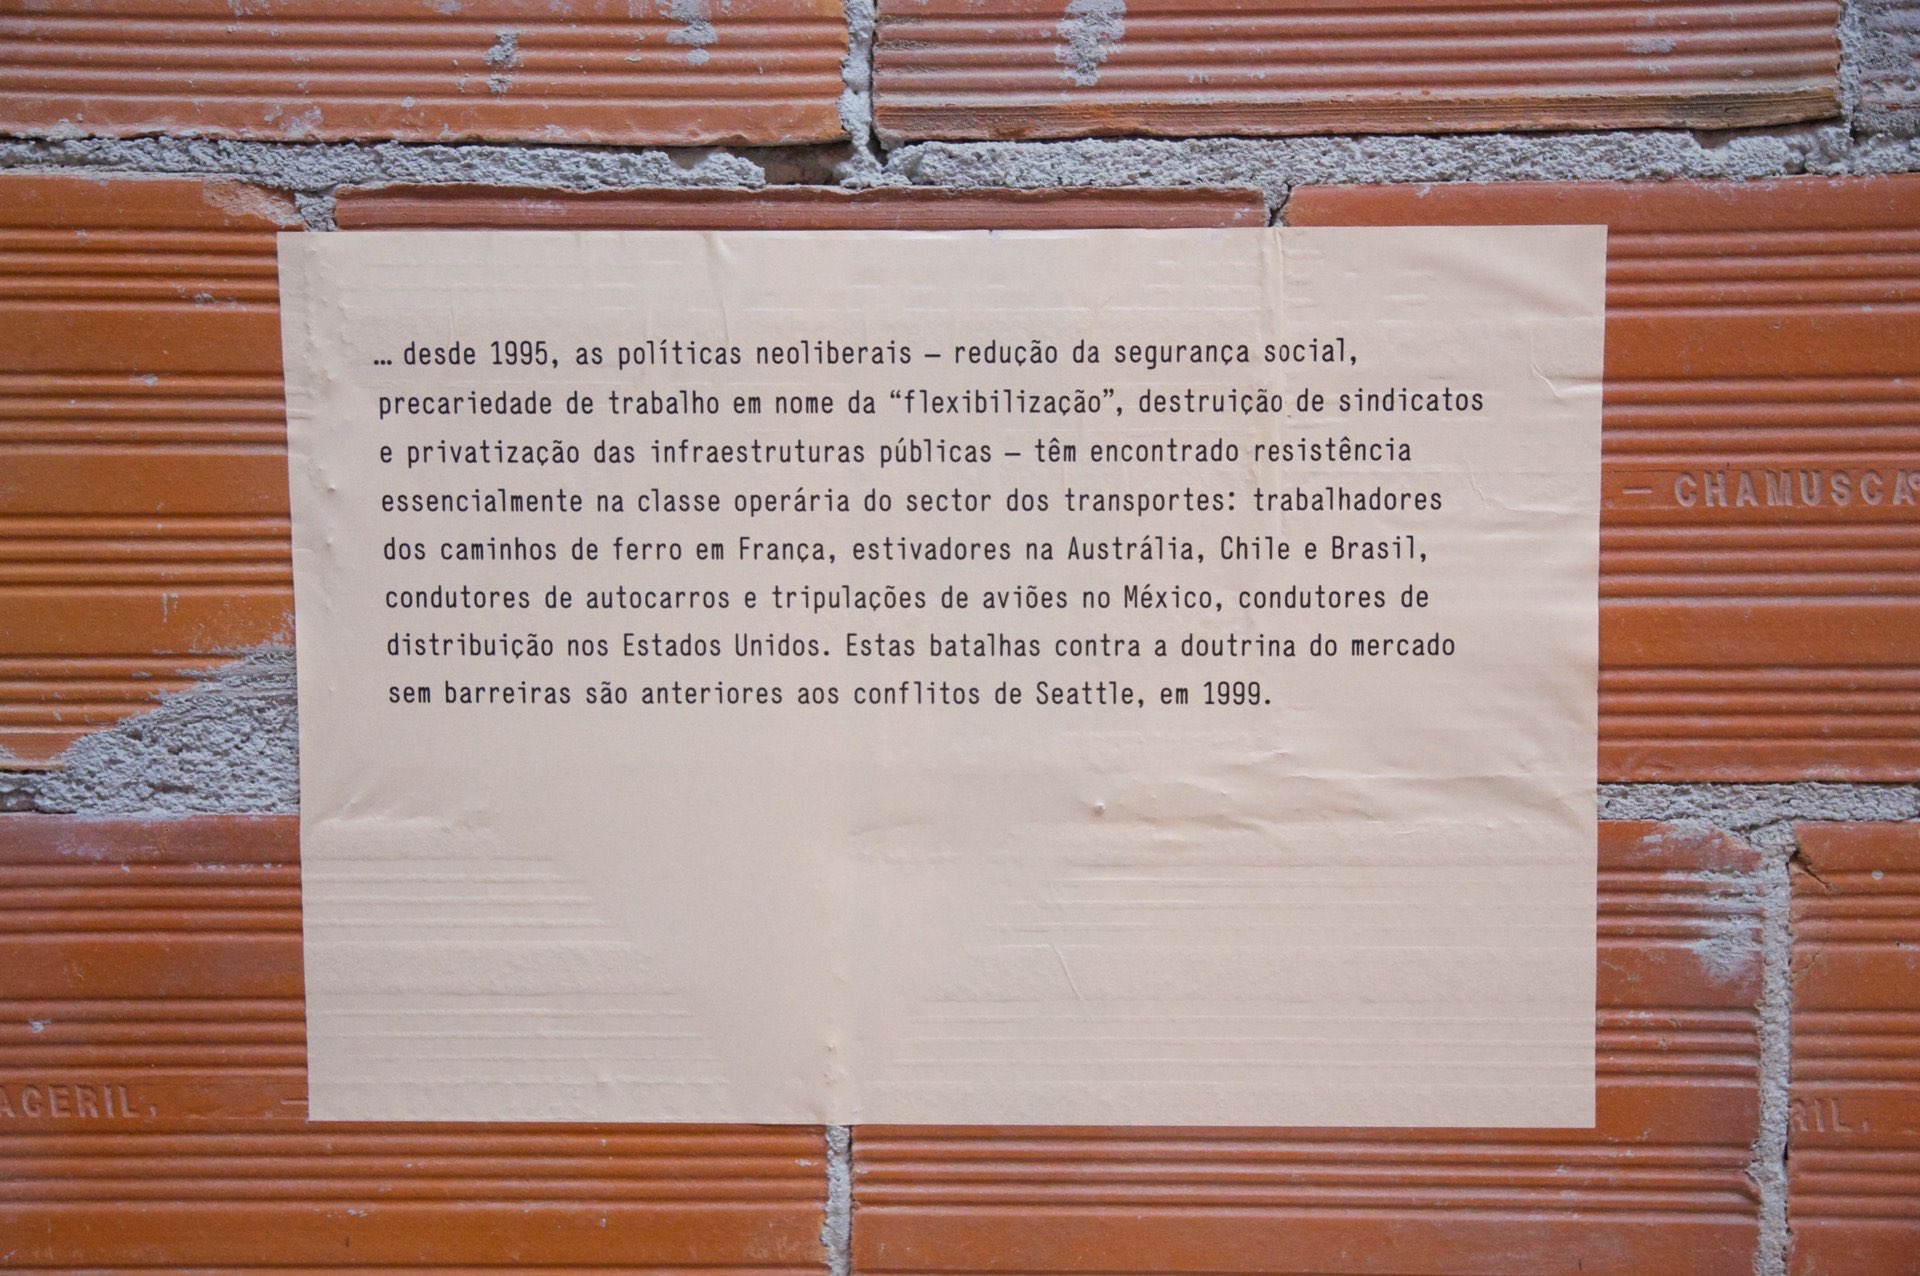 … desde 1995, as políticas neoliberais — redução da segurança social,
precariedade de trabalho em nome da “flexibilização”, destruição de sindicatos
e privatização das infraestruturas públicas — têm encontrado resistência
essencialmente na classe operária do sector dos transportes: trabalhadores
dos caminhos de ferro em França, estivadores na Austrália, Chile e Brasil,
condutores de autocarros e tripulações de aviões no México, condutores de
distribuição nos Estados Unidos. Estas batalhas contra a doutrina do mercado
sem barreiras são anteriores aos conflitos de Seattle, em 1999.
— CHAMUSCA
ACERIL,
RIL,